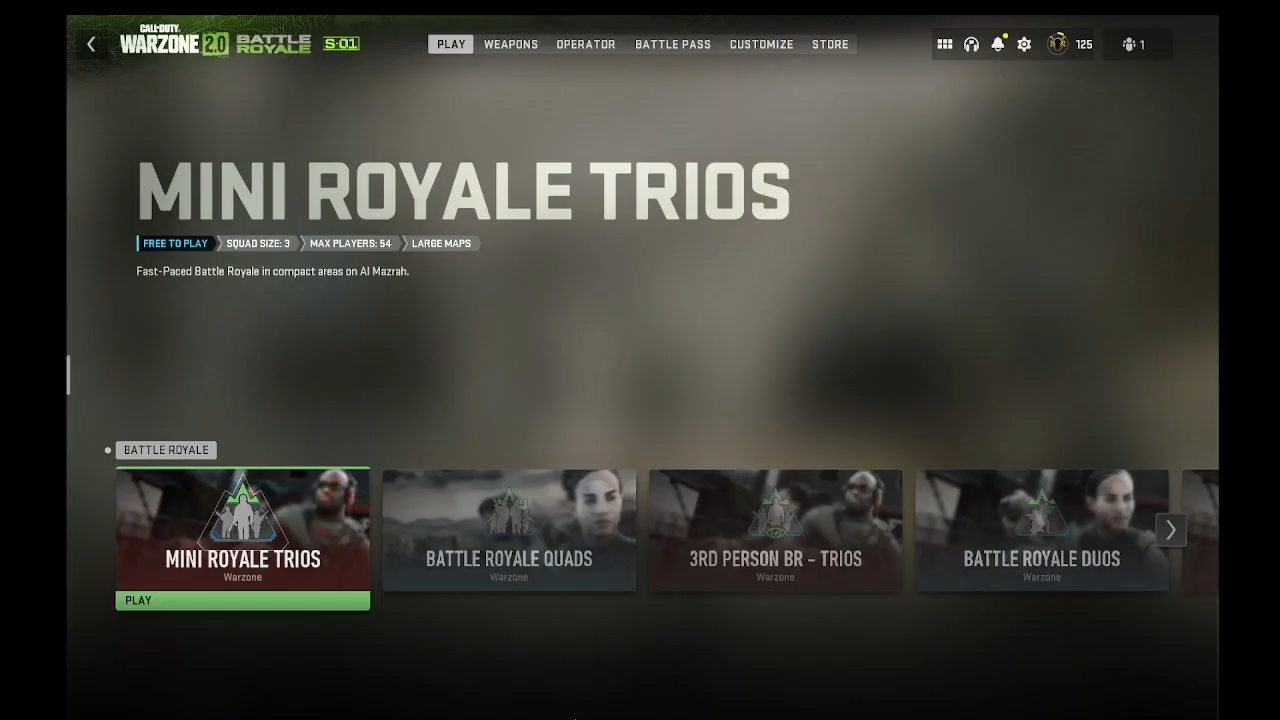 CALL OF DUTY
WARZONE 2.0 BATTLE ROYALE S·01
PLAY WEAPONS OPERATOR BATTLE PASS CUSTOMIZE STORE
125 1
MINI ROYALE TRIOS
FREE TO PLAY SQUAD SIZE: 3 MAX PLAYERS: 54 LARGE MAPS
Fast-Paced Battle Royale in compact areas on Al Mazrah.
BATTLE ROYALE
MINI ROYALE TRIOS BATTLE ROYALE QUADS 3RD PERSON BR - TRIOS BATTLE ROYALE DUOS
Warzone Warzone Warzone Warzone
PLAY